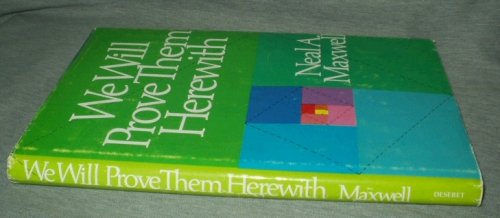 We Will
Prove Them
Herewith
Neal A.
Maxwell
We Will Prove Them Herewith Maxwell DESERET